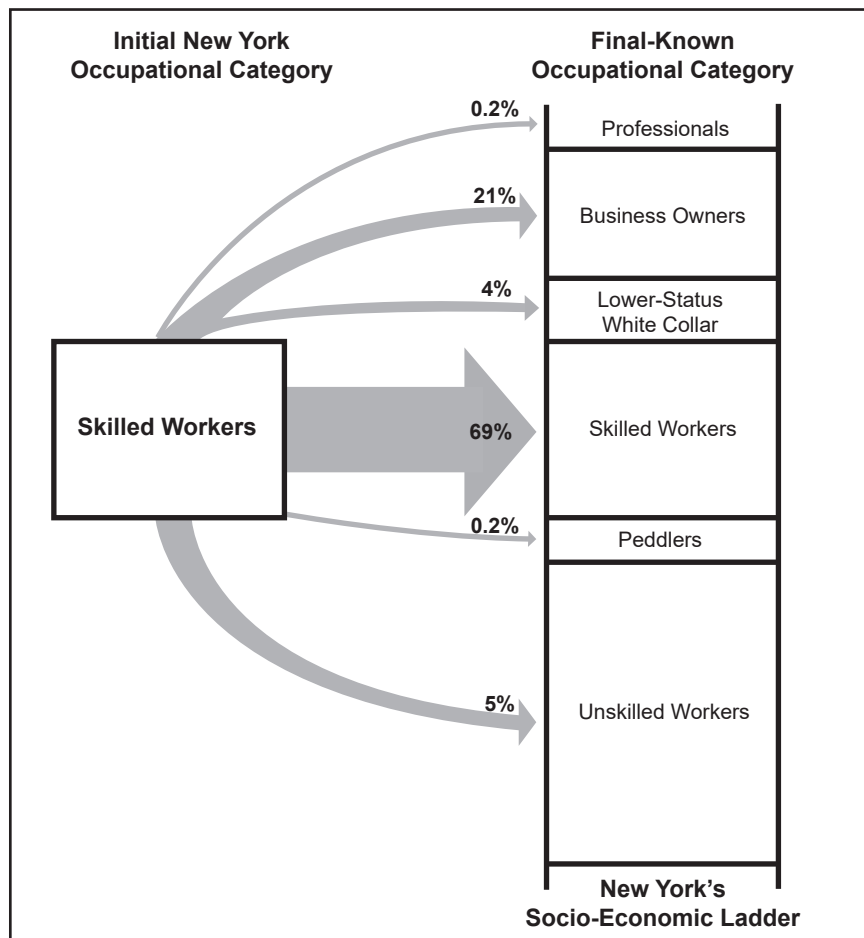 Initial New York
Occupational Category
Final-Known
Occupational Category
0.2%
Professionals
21%
Business Owners
4%
Lower-Status
White Collar
Skilled Workers
69%
Skilled Workers
0.2%
Peddlers
5%
Unskilled Workers
New York's
Socio-Economic Ladder